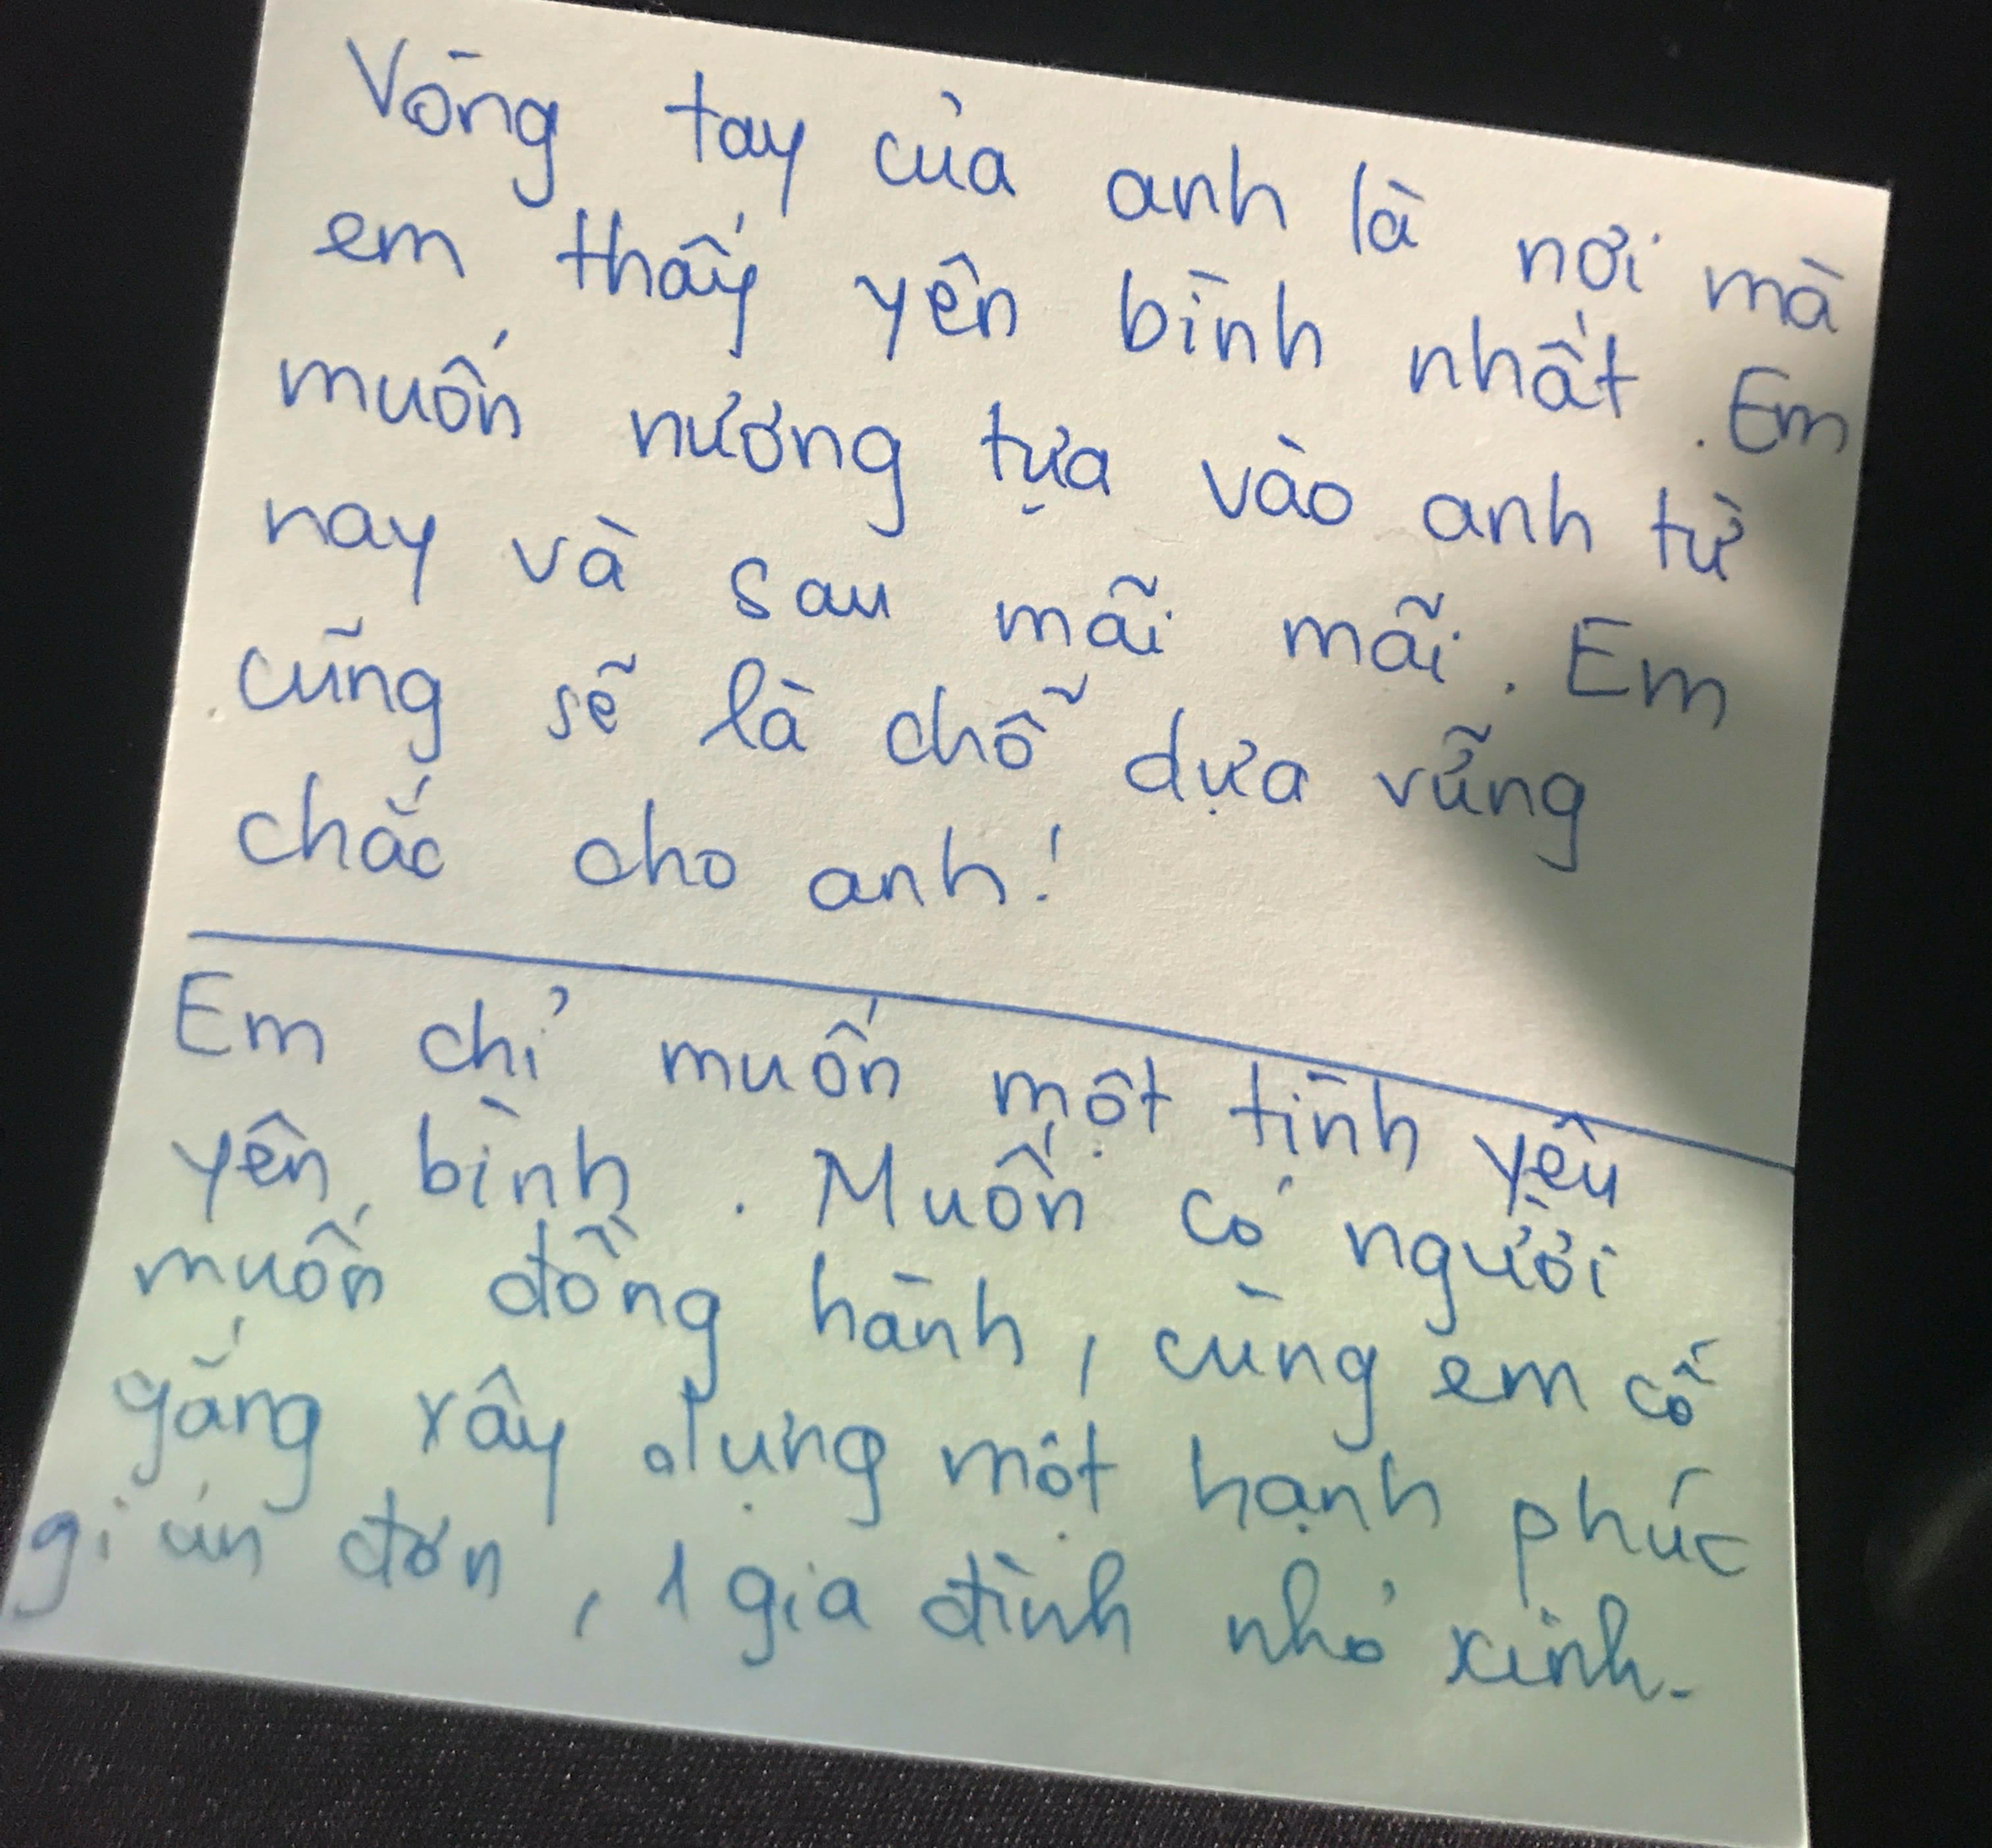 Vòng tay của anh là nơi mà
em thấy yên bình nhất. Em
muốn nương tựa vào anh từ
nay và sau mãi mãi. Em
cũng sẽ là chỗ dựa vững
chắc cho anh!
Em chỉ muốn một tình yêu
yên bình. Muốn có người
muốn đồng hành, cùng em cố
gắng xây dựng một hạnh phúc
giản đơn, 1 gia đình nhỏ xinh.